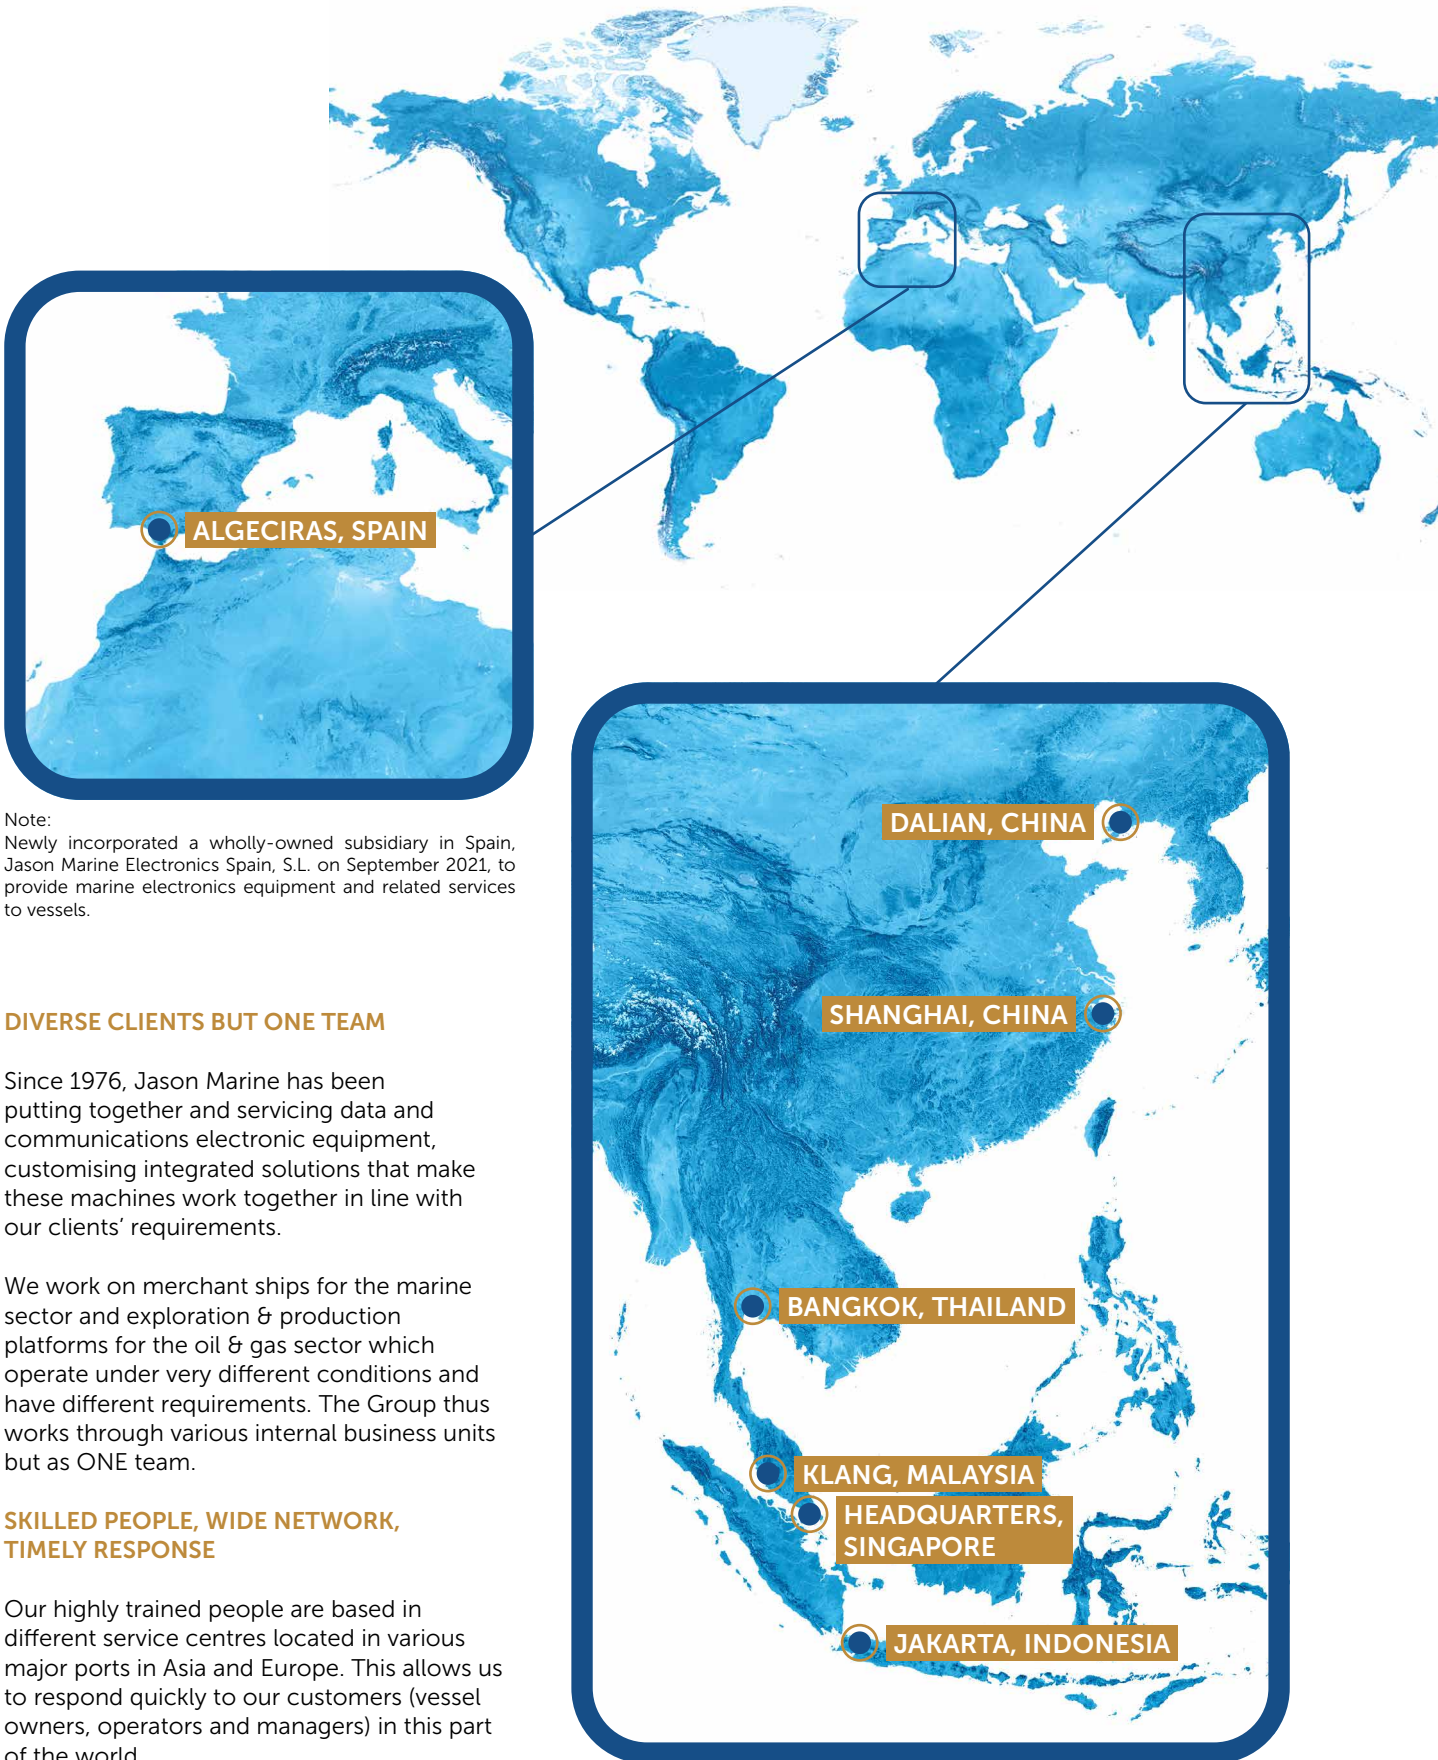 ALGECIRAS, SPAIN
Note:
Newly incorporated a wholly-owned subsidiary in Spain,
Jason Marine Electronics Spain, S.L. on September 2021, to
provide marine electronics equipment and related services
to vessels.
DIVERSE CLIENTS BUT ONE TEAM
Since 1976, Jason Marine has been
putting together and servicing data and
communications electronic equipment,
customising integrated solutions that make
these machines work together in line with
our clients’ requirements.
We work on merchant ships for the marine
sector and exploration & production
platforms for the oil & gas sector which
operate under very different conditions and
have different requirements. The Group thus
works through various internal business units
but as ONE team.
SKILLED PEOPLE, WIDE NETWORK,
TIMELY RESPONSE
Our highly trained people are based in
different service centres located in various
major ports in Asia and Europe. This allows us
to respond quickly to our customers (vessel
owners, operators and managers) in this part
of the world
DALIAN, CHINA
SHANGHAI, CHINA
BANGKOK, THAILAND
KLANG, MALAYSIA
HEADQUARTERS,
SINGAPORE
JAKARTA, INDONESIA